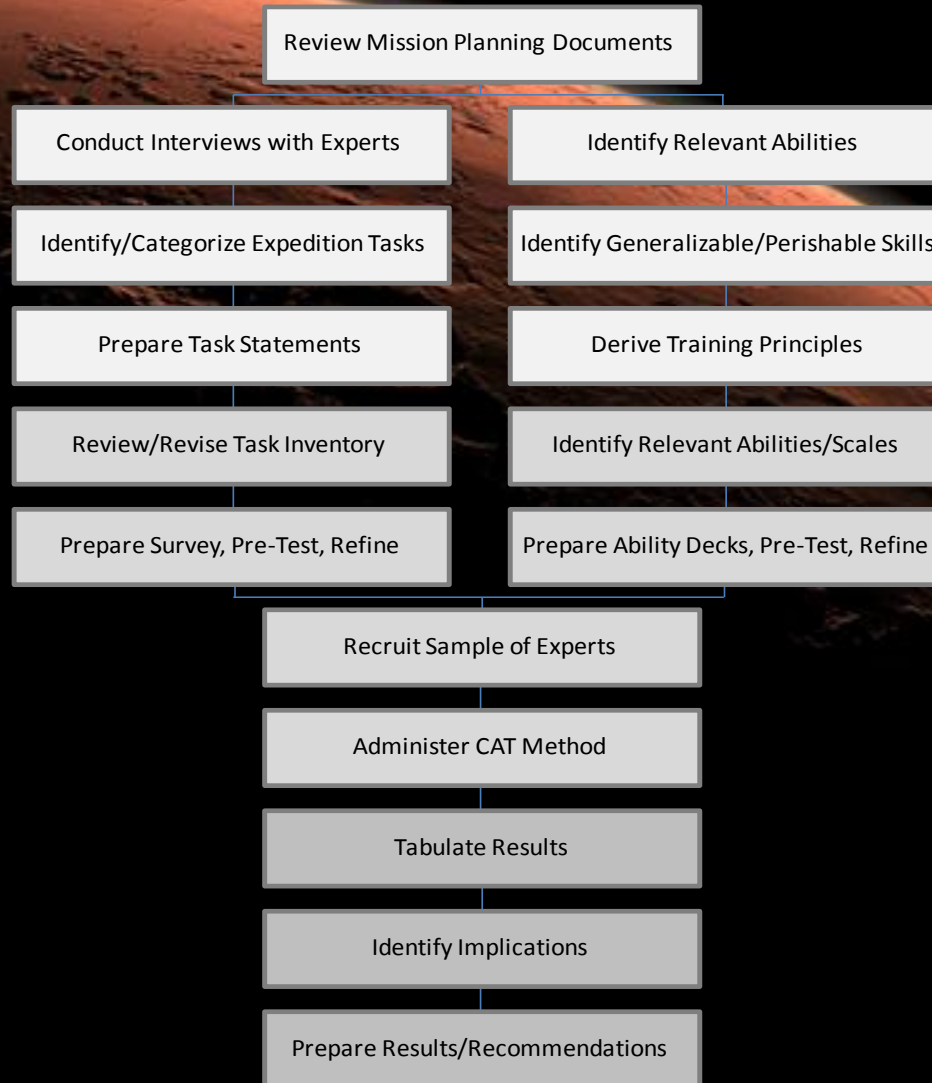 Review Mission Planning Documents
Conduct Interviews with Experts
Identify Relevant Abilities
Identify/Categorize Expedition Tasks
Identify Generalizable/Perishable Skills
Prepare Task Statements
Derive Training Principles
Review/Revise Task Inventory
Identify Relevant Abilities/Scales
Prepare Survey, Pre-Test, Refine
Prepare Ability Decks, Pre-Test, Refine
Recruit Sample of Experts
Administer CAT Method
Tabulate Results
Identify Implications
Prepare Results/Recommendations